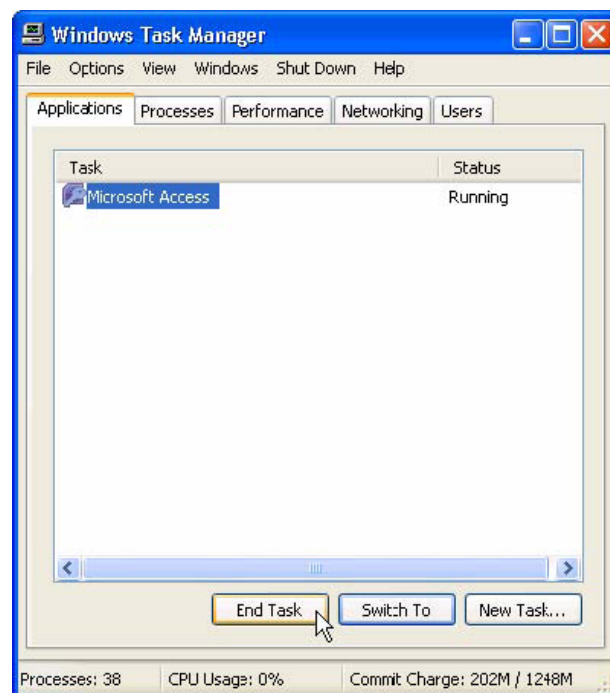 Windows Task Manager
File Options View Windows Shut Down Help
Applications Processes Performance Networking Users
Task Status
Microsoft Access Running
End Task Switch To New Task...
Processes: 38 CPU Usage: 0% Commit Charge: 202M / 1248M